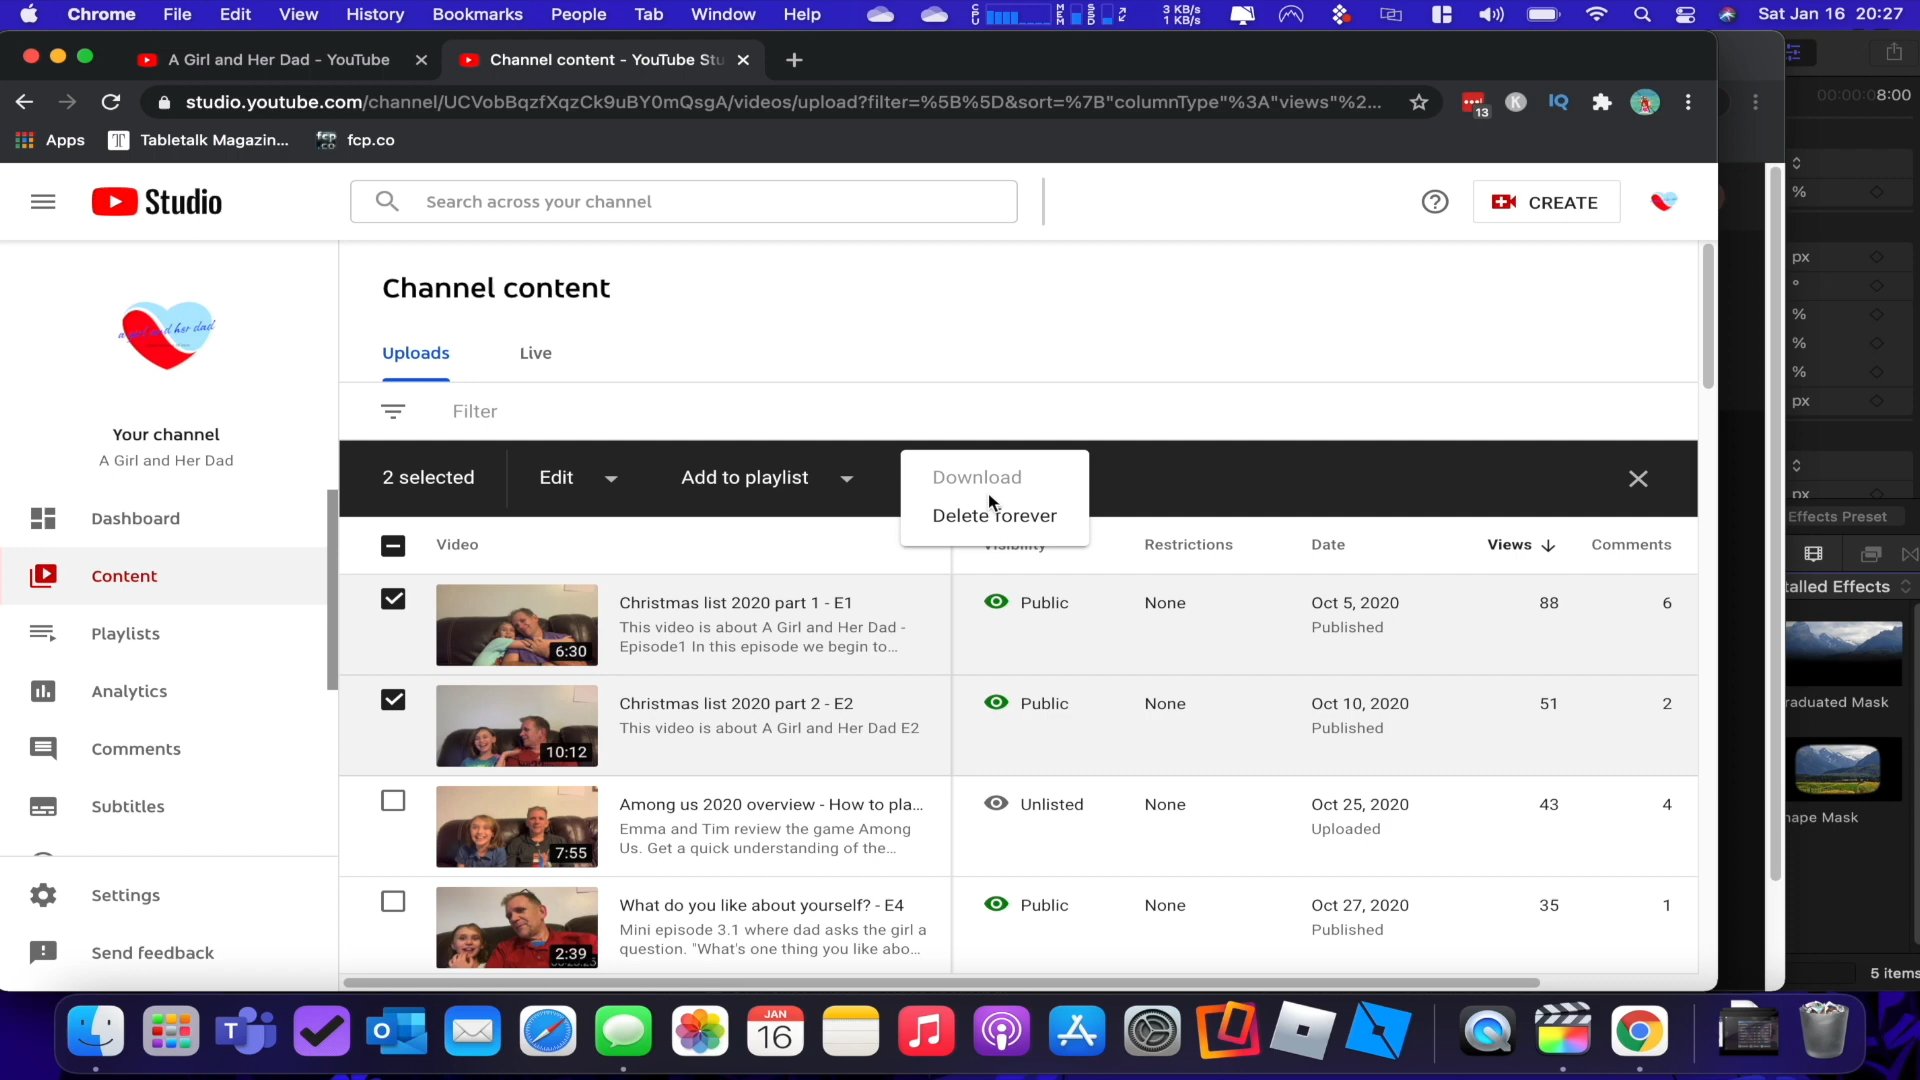 Chrome File Edit View History Bookmarks People Tab Window Help 3 KB/s 1 KB/s Sat Jan 16 20:27
A Girl and Her Dad - YouTube
Channel content - YouTube Stu
00:00:08:00
studio.youtube.com/channel/UCVobBqzfXqzCk9uBY0mQsgA/videos/upload?filter=%5B%5D&sort=%7B"columnType"%3A"views"%2...
13
K
IQ
Apps Tabletalk Magazin... fcp.co
Studio
Search across your channel
CREATE
Channel content
Uploads Live
Filter
Your channel
A Girl and Her Dad
2 selected Edit Add to playlist Download
Delete forever
Dashboard
Content
Playlists
Analytics
Comments
Subtitles
Settings
Send feedback
Video Visibility Restrictions Date Views Comments
Christmas list 2020 part 1 - E1 Public None Oct 5, 2020 88 6
This video is about A Girl and Her Dad - Published
Episode1 In this episode we begin to...
6:30
Christmas list 2020 part 2 - E2 Public None Oct 10, 2020 51 2
This video is about A Girl and Her Dad E2 Published
10:12
Among us 2020 overview - How to pla... Unlisted None Oct 25, 2020 43 4
Emma and Tim review the game Among Uploaded
Us. Get a quick understanding of the...
7:55
What do you like about yourself? - E4 Public None Oct 27, 2020 35 1
Mini episode 3.1 where dad asks the girl a Published
question. "What's one thing you like abo...
2:39
%
px
°
%
%
%
px
px
Effects Preset
talled Effects
raduated Mask
hape Mask
5 items
JAN
16